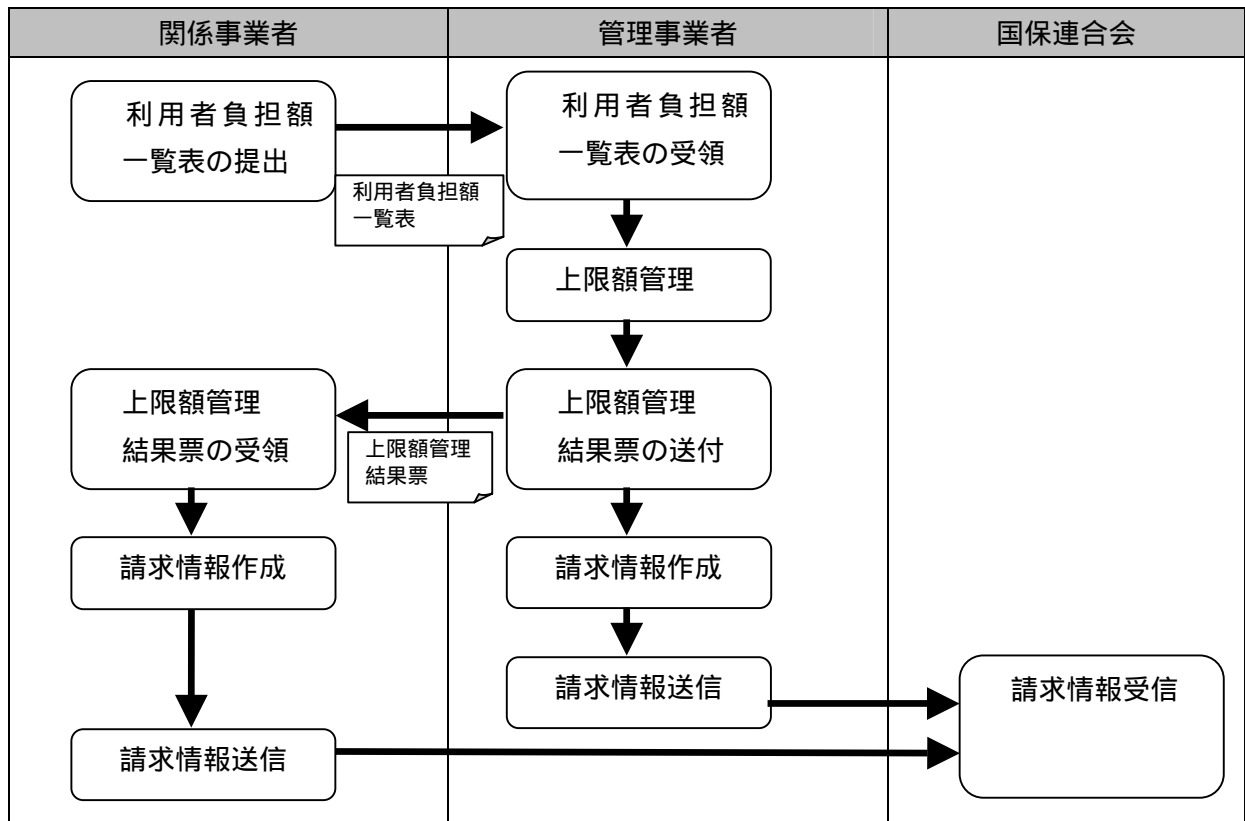 関係事業者
管理事業者
国保連合会
利用者負担額
一覧表の提出
利用者負担額
一覧表の受領
利用者負担額
一覧表
上限額管理
上限額管理
結果票の受領
上限額管理
結果票の送付
上限額管理
結果票
請求情報作成
請求情報作成
請求情報送信
請求情報受信
請求情報送信